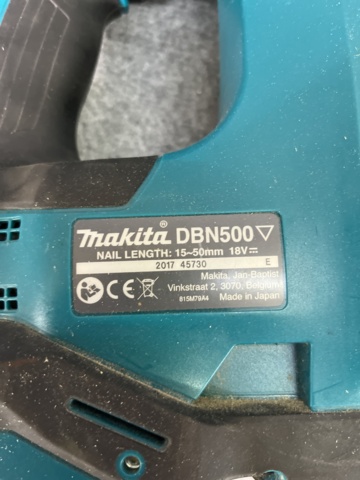 makita® DBN500
NAIL LENGTH: 15~50mm 18V
2017 45730 E
Makita, Jan-Baptist
Vinkstraat 2, 3070, Belgium
815M79A4 Made in Japan
CE